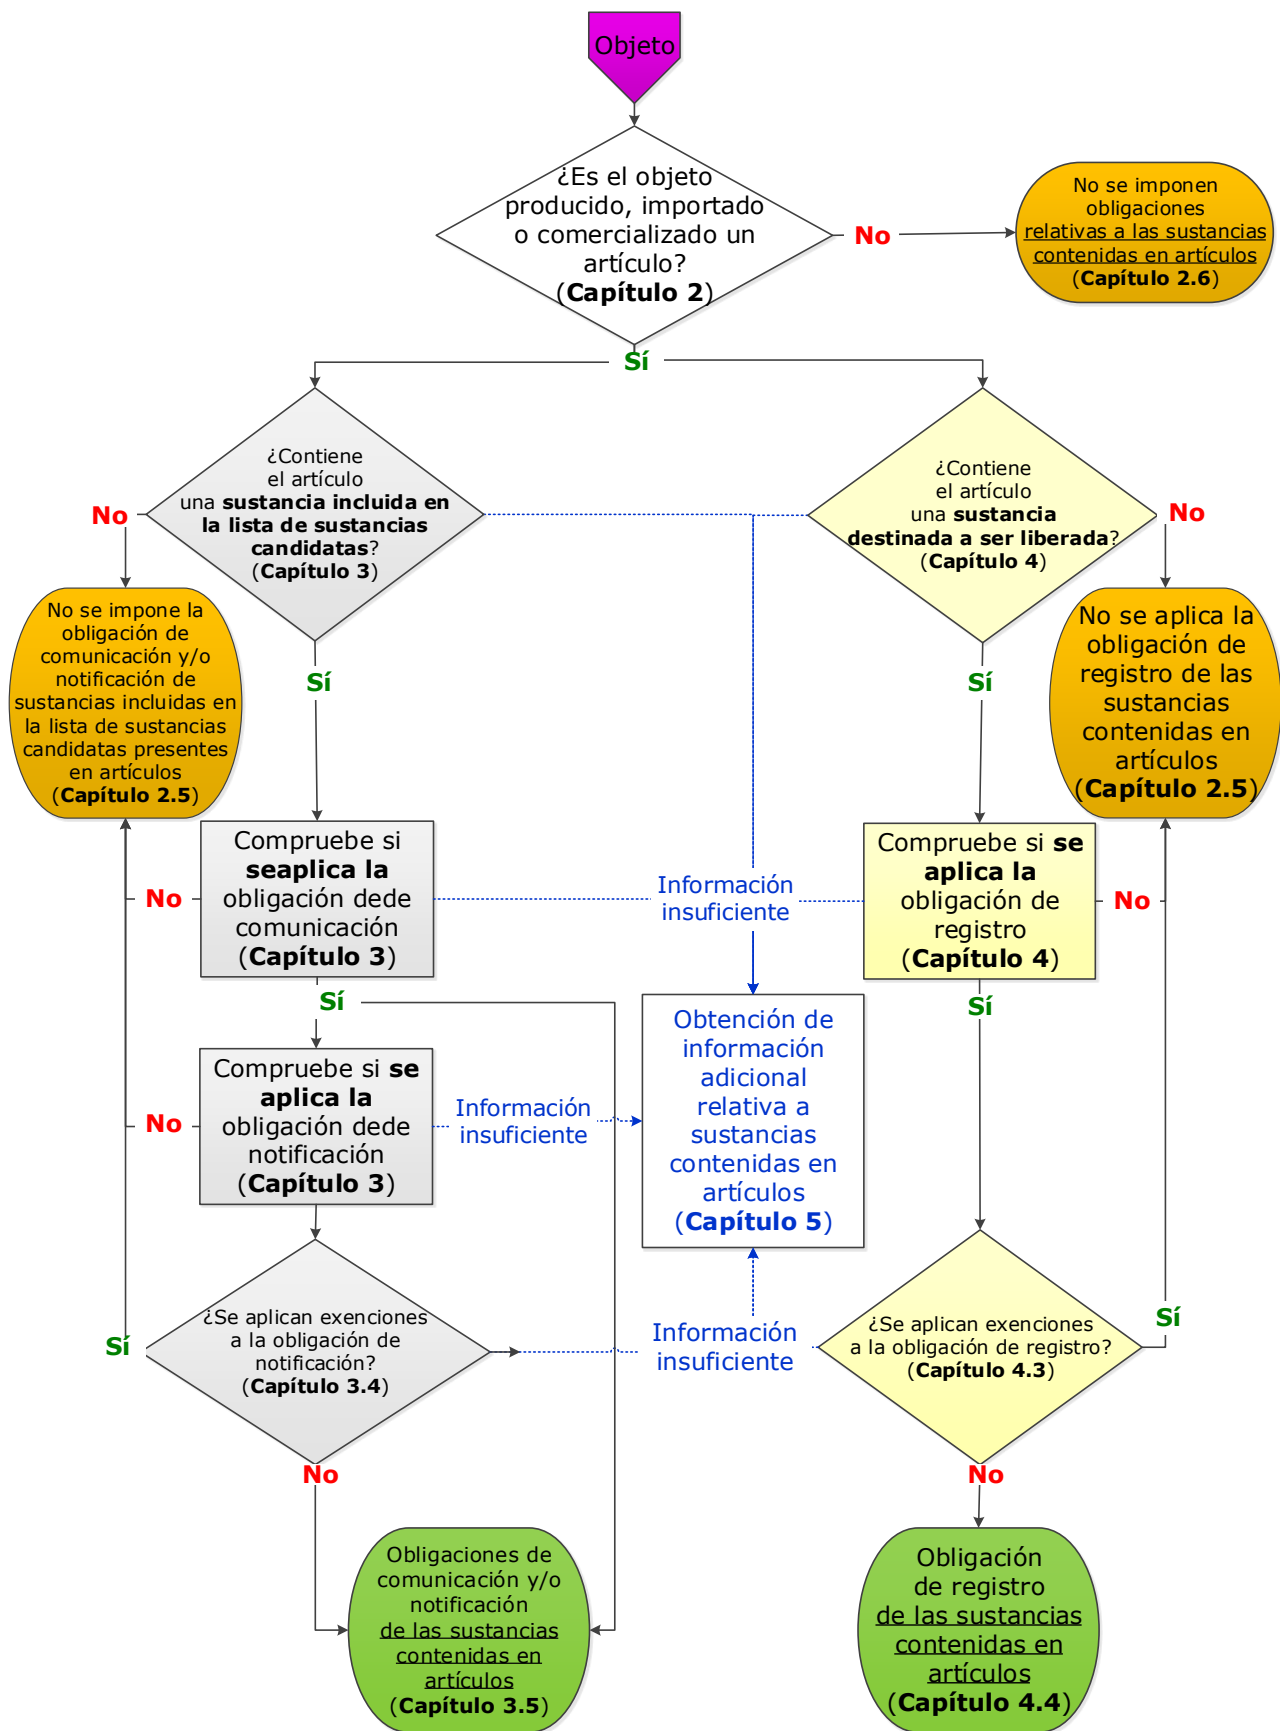 Objeto
¿Es el objeto
producido, importado
o comercializado un
artículo?
(Capítulo 2)
No
No se imponen
obligaciones
relativas a las sustancias
contenidas en artículos
(Capítulo 2.6)
Sí
¿Contiene
el artículo
una sustancia incluida en
la lista de sustancias
candidatas?
(Capítulo 3)
No
¿Contiene
el artículo
una sustancia
destinada a ser liberada?
(Capítulo 4)
No
No se impone la
obligación de
comunicación y/o
notificación de
sustancias incluidas en
la lista de sustancias
candidatas presentes
en artículos
(Capítulo 2.5)
Sí
Sí
No se aplica la
obligación de
registro de las
sustancias
contenidas en
artículos
(Capítulo 2.5)
Compruebe si
seaplica la
obligación dede
comunicación
(Capítulo 3)
No
Información
insuficiente
Compruebe si se
aplica la
obligación de
registro
(Capítulo 4)
No
Sí
Sí
Compruebe si se
aplica la
obligación dede
notificación
(Capítulo 3)
No
Información
insuficiente
Obtención de
información
adicional
relativa a
sustancias
contenidas en
artículos
(Capítulo 5)
¿Se aplican exenciones
a la obligación de
notificación?
(Capítulo 3.4)
Sí
Información
insuficiente
¿Se aplican exenciones
a la obligación de registro?
(Capítulo 4.3)
Sí
No
No
Obligaciones de
comunicación y/o
notificación
de las sustancias
contenidas en
artículos
(Capítulo 3.5)
Obligación
de registro
de las sustancias
contenidas en
artículos
(Capítulo 4.4)